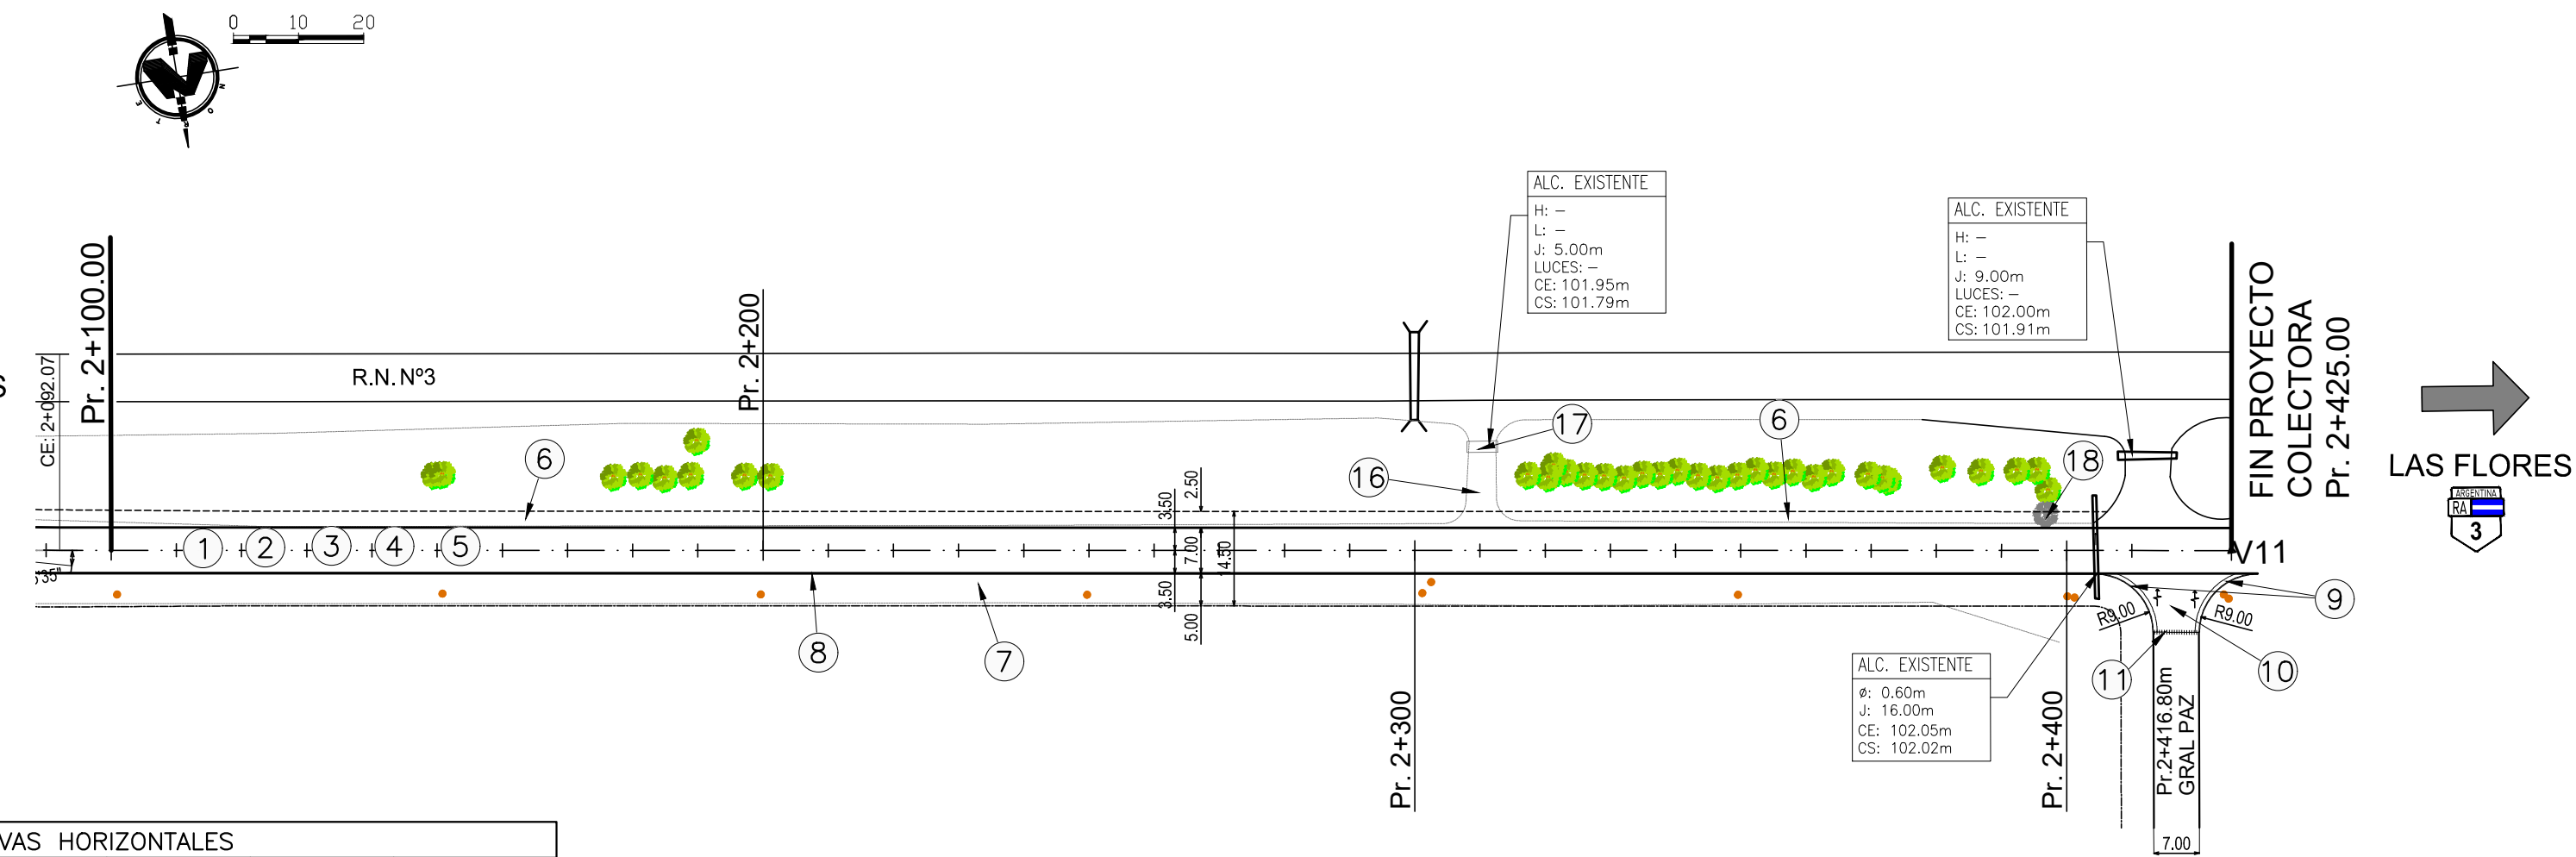 0 10 20
N
O
E
ALC. EXISTENTE
H: –
L: –
J: 5.00m
LUCES: –
CE: 101.95m
CS: 101.79m
ALC. EXISTENTE
H: –
L: –
J: 9.00m
LUCES: –
CE: 102.00m
CS: 101.91m
Pr. 2+100.00
CE: 2+092.07
S
R.N. Nº3
Pr. 2+200
6
17
6
16
18
FIN PROYECTO
COLECTORA
Pr. 2+425.00
LAS FLORES
ARGENTINA
RA
3
3.50
2.50
1 2 3 4 5
7.00
14.50
V11
35"
3.50
5.00
8
7
9
R9.00
R9.00
10
11
ALC. EXISTENTE
ø: 0.60m
J: 16.00m
CE: 102.05m
CS: 102.02m
Pr. 2+300
Pr. 2+400
Pr.2+416.80m
GRAL PAZ
7.00
VAS HORIZONTALES